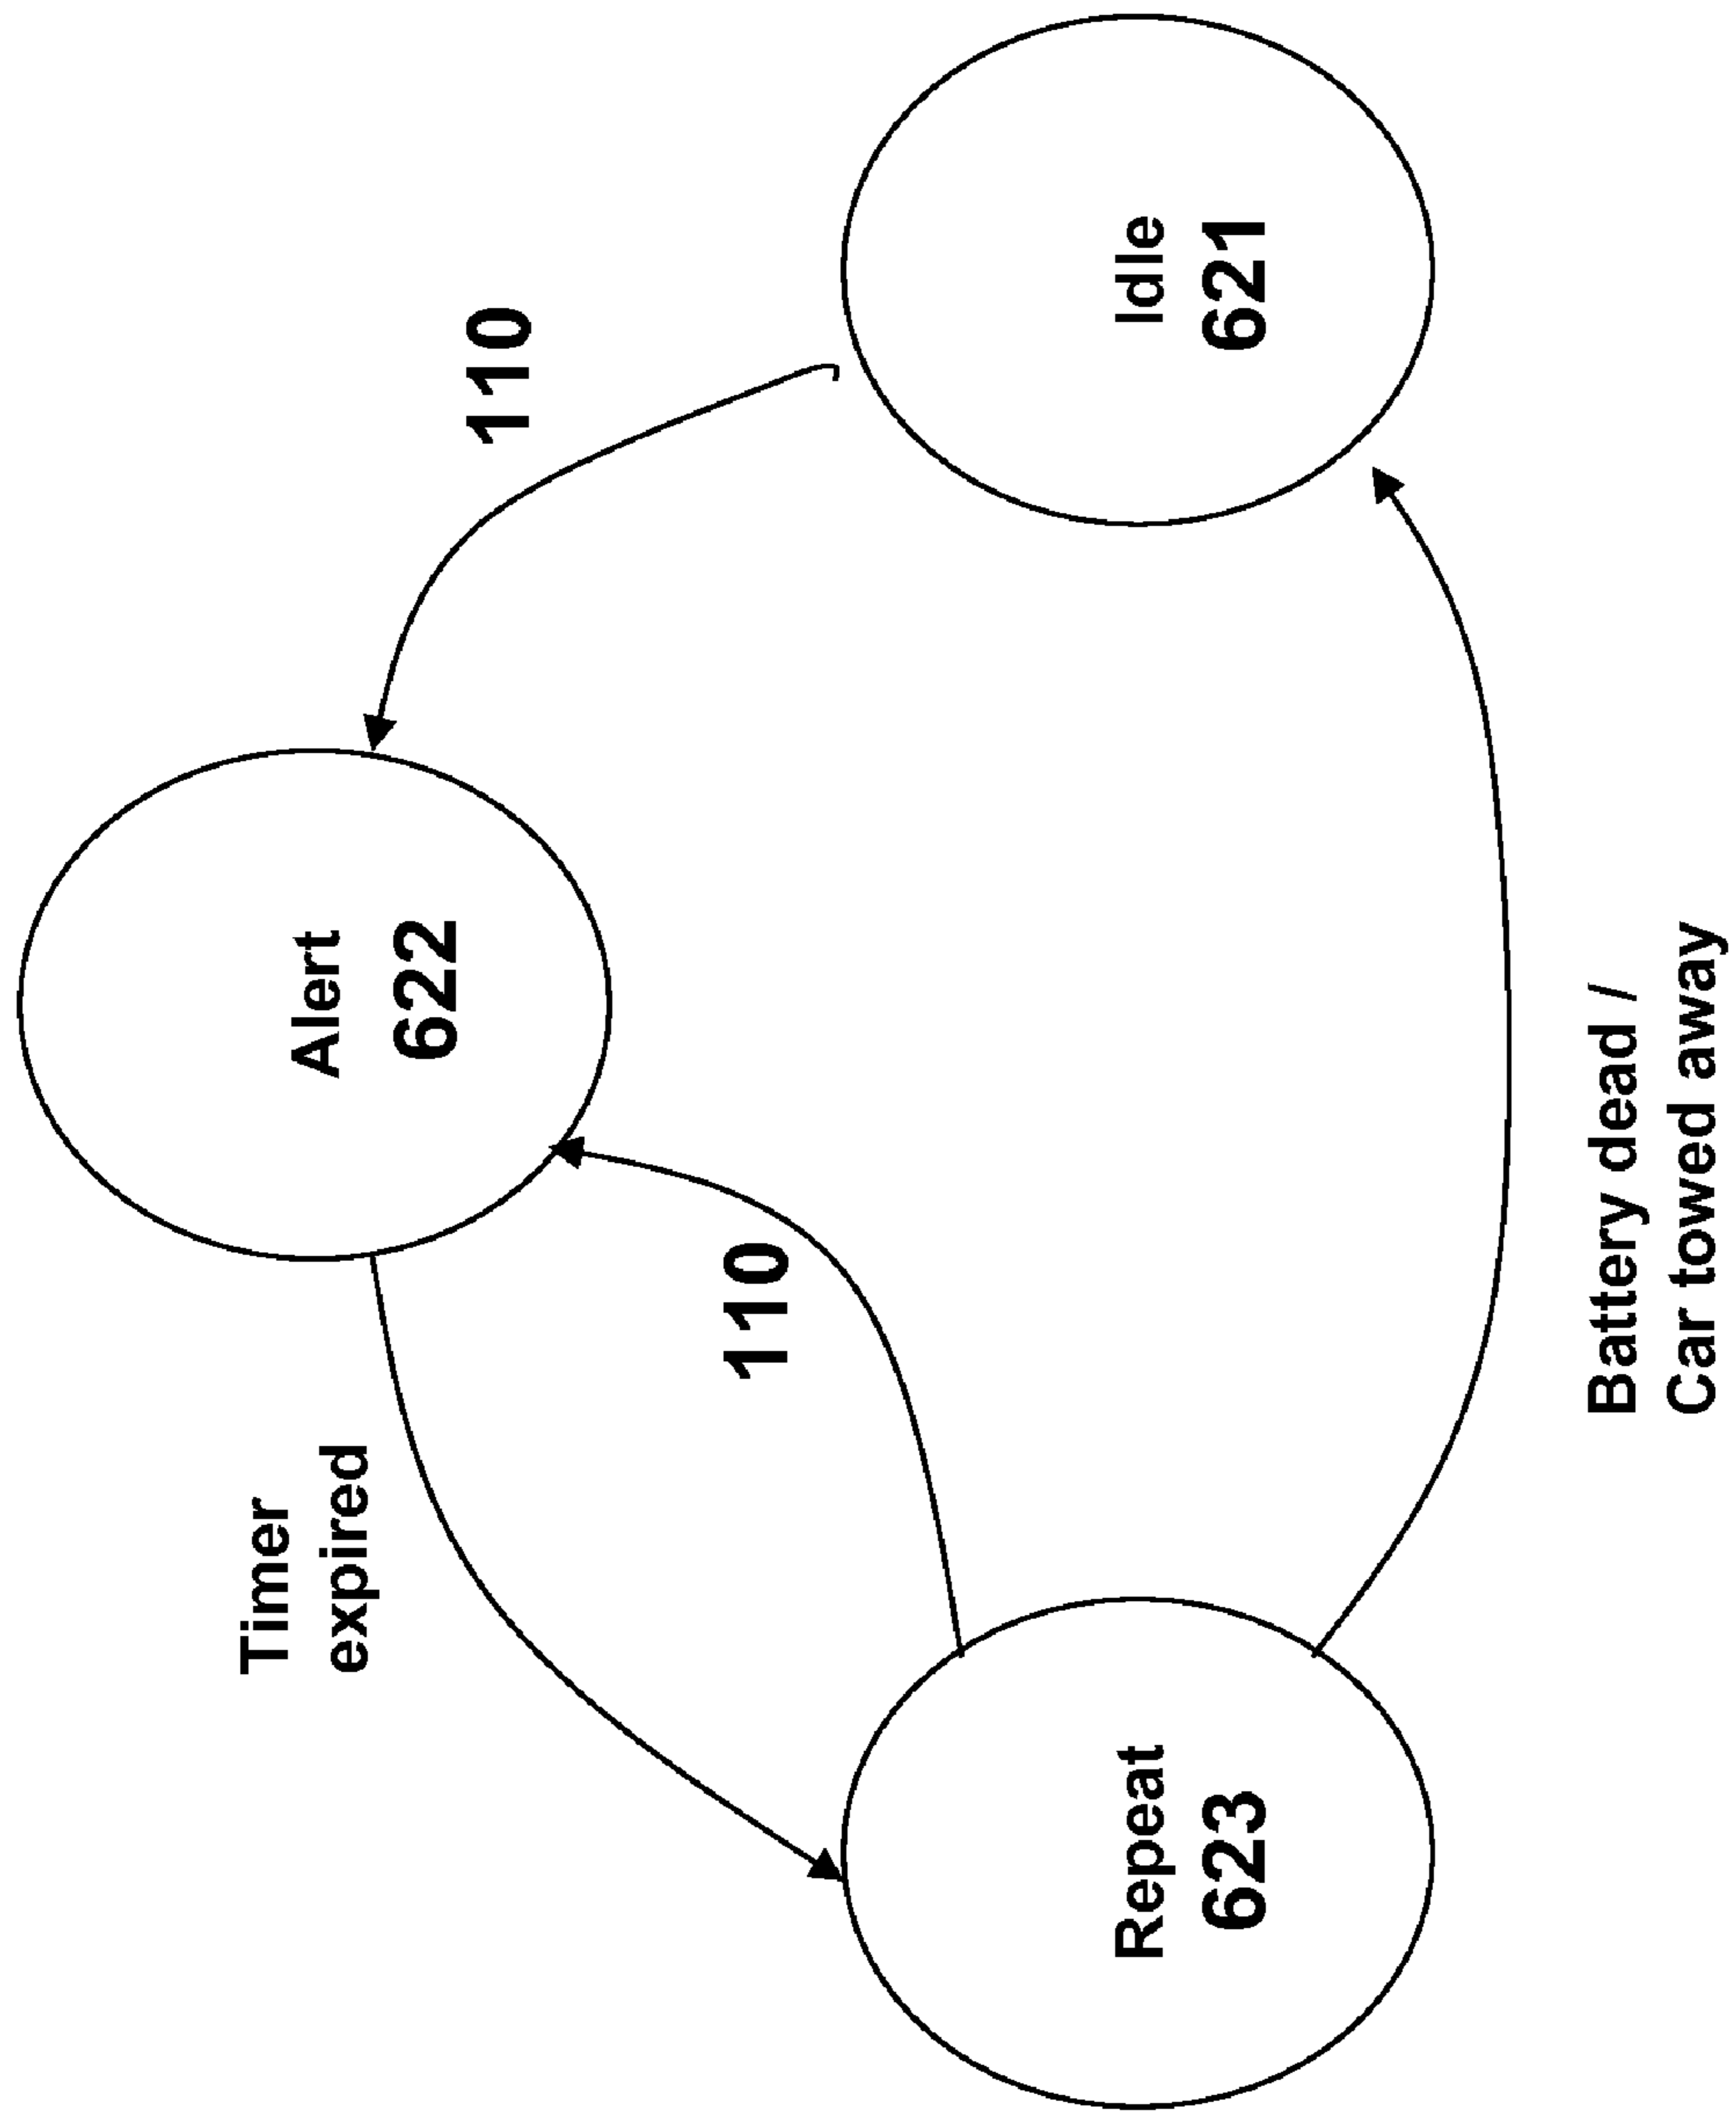 Timer
expired
Alert
622
110
110
Repeat
623
Idle
621
Battery dead /
Car towed away